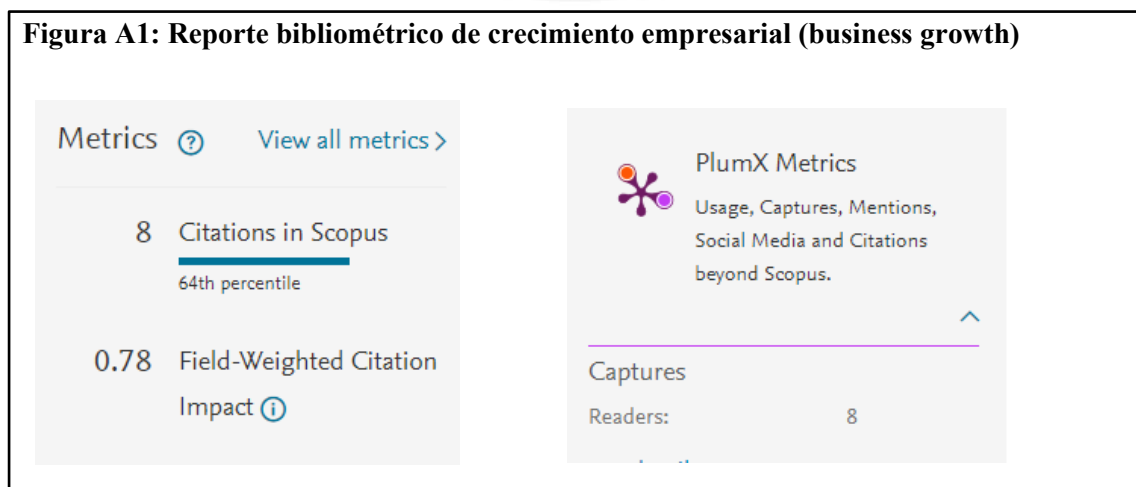 Figura A1: Reporte bibliométrico de crecimiento empresarial (business growth)
Metrics ? View all metrics >
8 Citations in Scopus
64th percentile
0.78 Field-Weighted Citation
Impact i
PlumX Metrics
Usage, Captures, Mentions,
Social Media and Citations
beyond Scopus.
Captures
Readers: 8